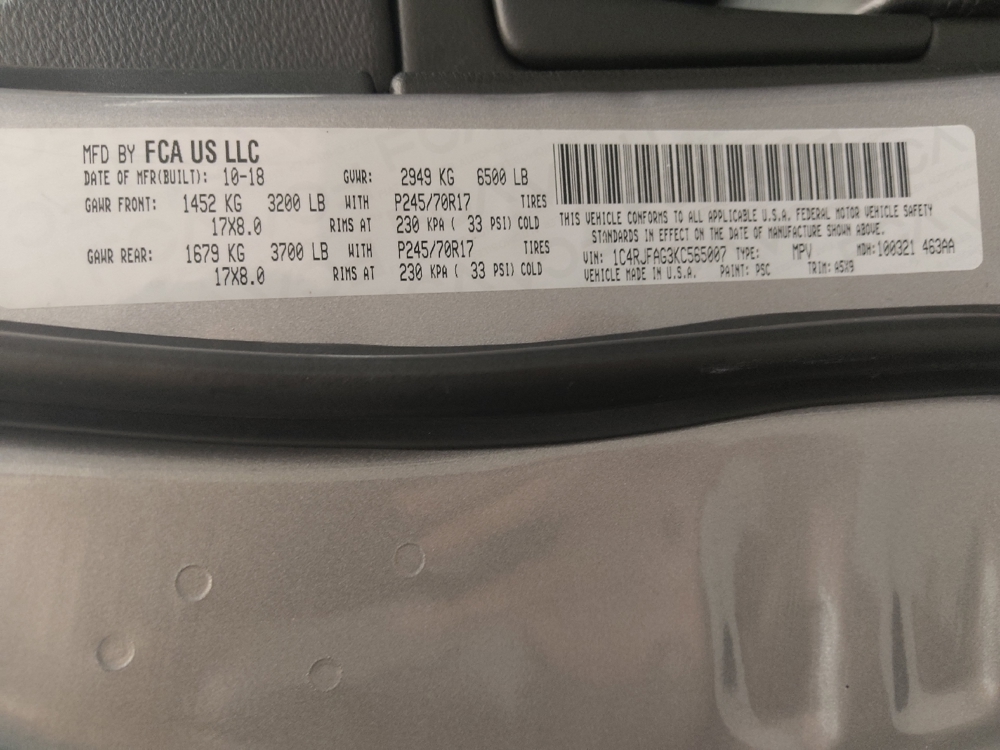 MFD BY FCA US LLC
DATE OF MFR(BUILT): 10-18 GVWR: 2949 KG 6500 LB
GAWR FRONT: 1452 KG 3200 LB WITH P245/70R17 TIRES
17X8.0 RIMS AT 230 KPA ( 33 PSI) COLD
GAWR REAR: 1679 KG 3700 LB WITH P245/70R17 TIRES
17X8.0 RIMS AT 230 KPA ( 33 PSI) COLD
THIS VEHICLE CONFORMS TO ALL APPLICABLE U.S.A. FEDERAL MOTOR VEHICLE SAFETY
STANDARDS IN EFFECT ON THE DATE OF MANUFACTURE SHOWN ABOVE.
VIN: 1C4RJFAG3KC565007 TYPE: MPV MDH: 100321 463AA
VEHICLE MADE IN U.S.A. PAINT: PSC TRIM: A5X9